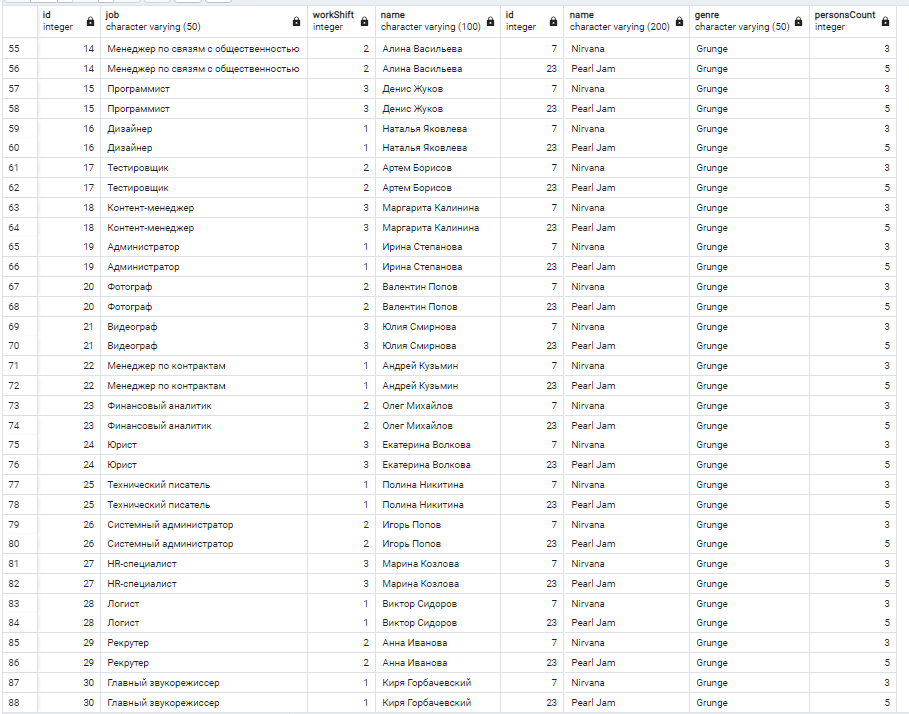 id job workShift name id name genre personsCount
integer character varying (50) integer character varying (100) integer character varying (200) character varying (50) integer
55 14 Менеджер по связям с общественностью 2 Алина Васильева 7 Nirvana Grunge 3
56 14 Менеджер по связям с общественностью 2 Алина Васильева 23 Pearl Jam Grunge 5
57 15 Программист 3 Денис Жуков 7 Nirvana Grunge 3
58 15 Программист 3 Денис Жуков 23 Pearl Jam Grunge 5
59 16 Дизайнер 1 Наталья Яковлева 7 Nirvana Grunge 3
60 16 Дизайнер 1 Наталья Яковлева 23 Pearl Jam Grunge 5
61 17 Тестировщик 2 Артем Борисов 7 Nirvana Grunge 3
62 17 Тестировщик 2 Артем Борисов 23 Pearl Jam Grunge 5
63 18 Контент-менеджер 3 Маргарита Калинина 7 Nirvana Grunge 3
64 18 Контент-менеджер 3 Маргарита Калинина 23 Pearl Jam Grunge 5
65 19 Администратор 1 Ирина Степанова 7 Nirvana Grunge 3
66 19 Администратор 1 Ирина Степанова 23 Pearl Jam Grunge 5
67 20 Фотограф 2 Валентин Попов 7 Nirvana Grunge 3
68 20 Фотограф 2 Валентин Попов 23 Pearl Jam Grunge 5
69 21 Видеограф 3 Юлия Смирнова 7 Nirvana Grunge 3
70 21 Видеограф 3 Юлия Смирнова 23 Pearl Jam Grunge 5
71 22 Менеджер по контрактам 1 Андрей Кузьмин 7 Nirvana Grunge 3
72 22 Менеджер по контрактам 1 Андрей Кузьмин 23 Pearl Jam Grunge 5
73 23 Финансовый аналитик 2 Олег Михайлов 7 Nirvana Grunge 3
74 23 Финансовый аналитик 2 Олег Михайлов 23 Pearl Jam Grunge 5
75 24 Юрист 3 Екатерина Волкова 7 Nirvana Grunge 3
76 24 Юрист 3 Екатерина Волкова 23 Pearl Jam Grunge 5
77 25 Технический писатель 1 Полина Никитина 7 Nirvana Grunge 3
78 25 Технический писатель 1 Полина Никитина 23 Pearl Jam Grunge 5
79 26 Системный администратор 2 Игорь Попов 7 Nirvana Grunge 3
80 26 Системный администратор 2 Игорь Попов 23 Pearl Jam Grunge 5
81 27 HR-специалист 3 Марина Козлова 7 Nirvana Grunge 3
82 27 HR-специалист 3 Марина Козлова 23 Pearl Jam Grunge 5
83 28 Логист 1 Виктор Сидоров 7 Nirvana Grunge 3
84 28 Логист 1 Виктор Сидоров 23 Pearl Jam Grunge 5
85 29 Рекрутер 2 Анна Иванова 7 Nirvana Grunge 3
86 29 Рекрутер 2 Анна Иванова 23 Pearl Jam Grunge 5
87 30 Главный звукорежиссер 1 Киря Горбачевский 7 Nirvana Grunge 3
88 30 Главный звукорежиссер 1 Киря Горбачевский 23 Pearl Jam Grunge 5